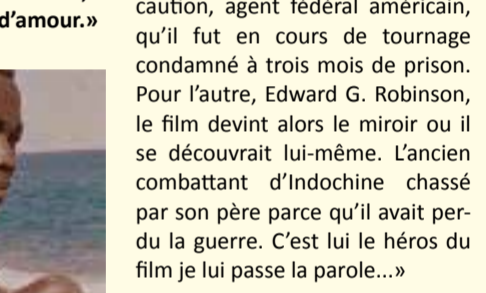 d'amour.»
caution, agent fédéral américain,
qu'il fut en cours de tournage
condamné à trois mois de prison.
Pour l'autre, Edward G. Robinson,
le film devint alors le miroir ou il
se découvrait lui-même. L'ancien
combattant d'Indochine chassé
par son père parce qu'il avait per-
du la guerre. C'est lui le héros du
film je lui passe la parole...»